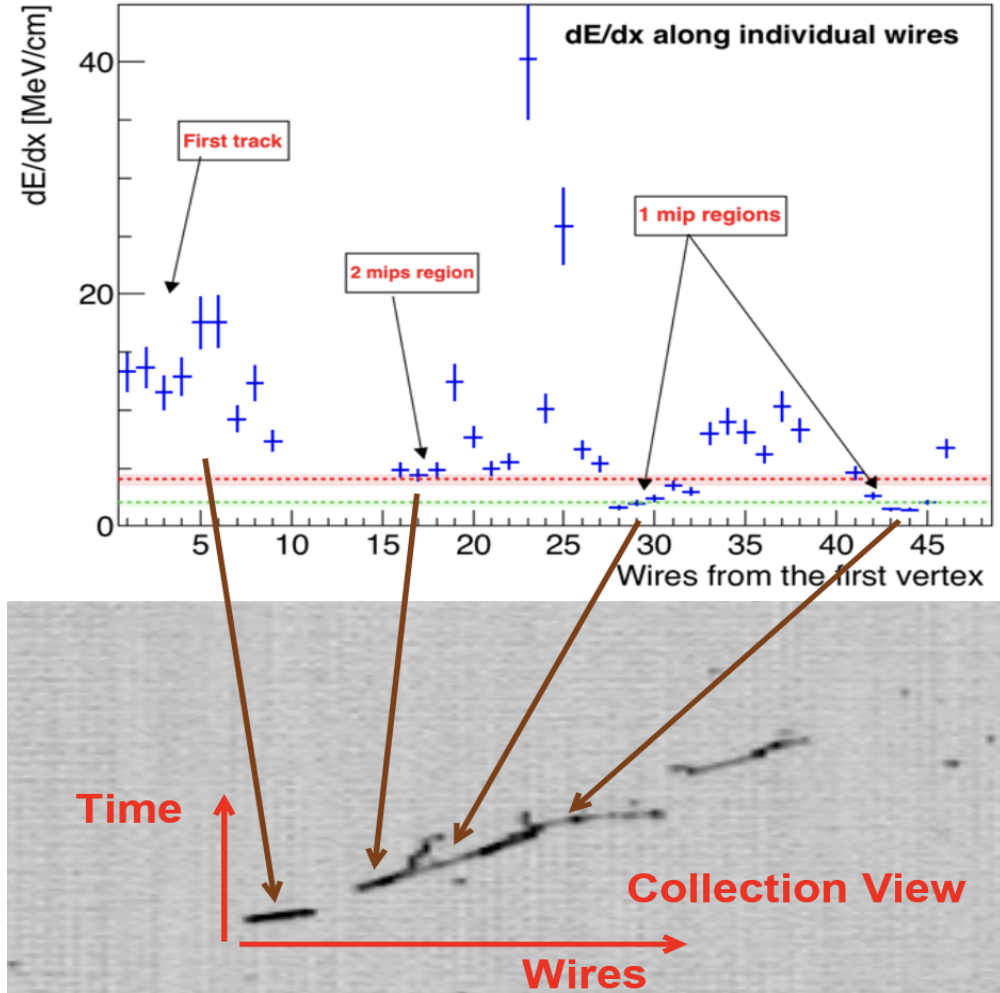 dE/dx along individual wires
dE/dx [MeV/cm]
40
20
0
First track
2 mips region
1 mip regions
5 10 15 20 25 30 35 40 45
Wires from the first vertex
Time
Collection View
Wires